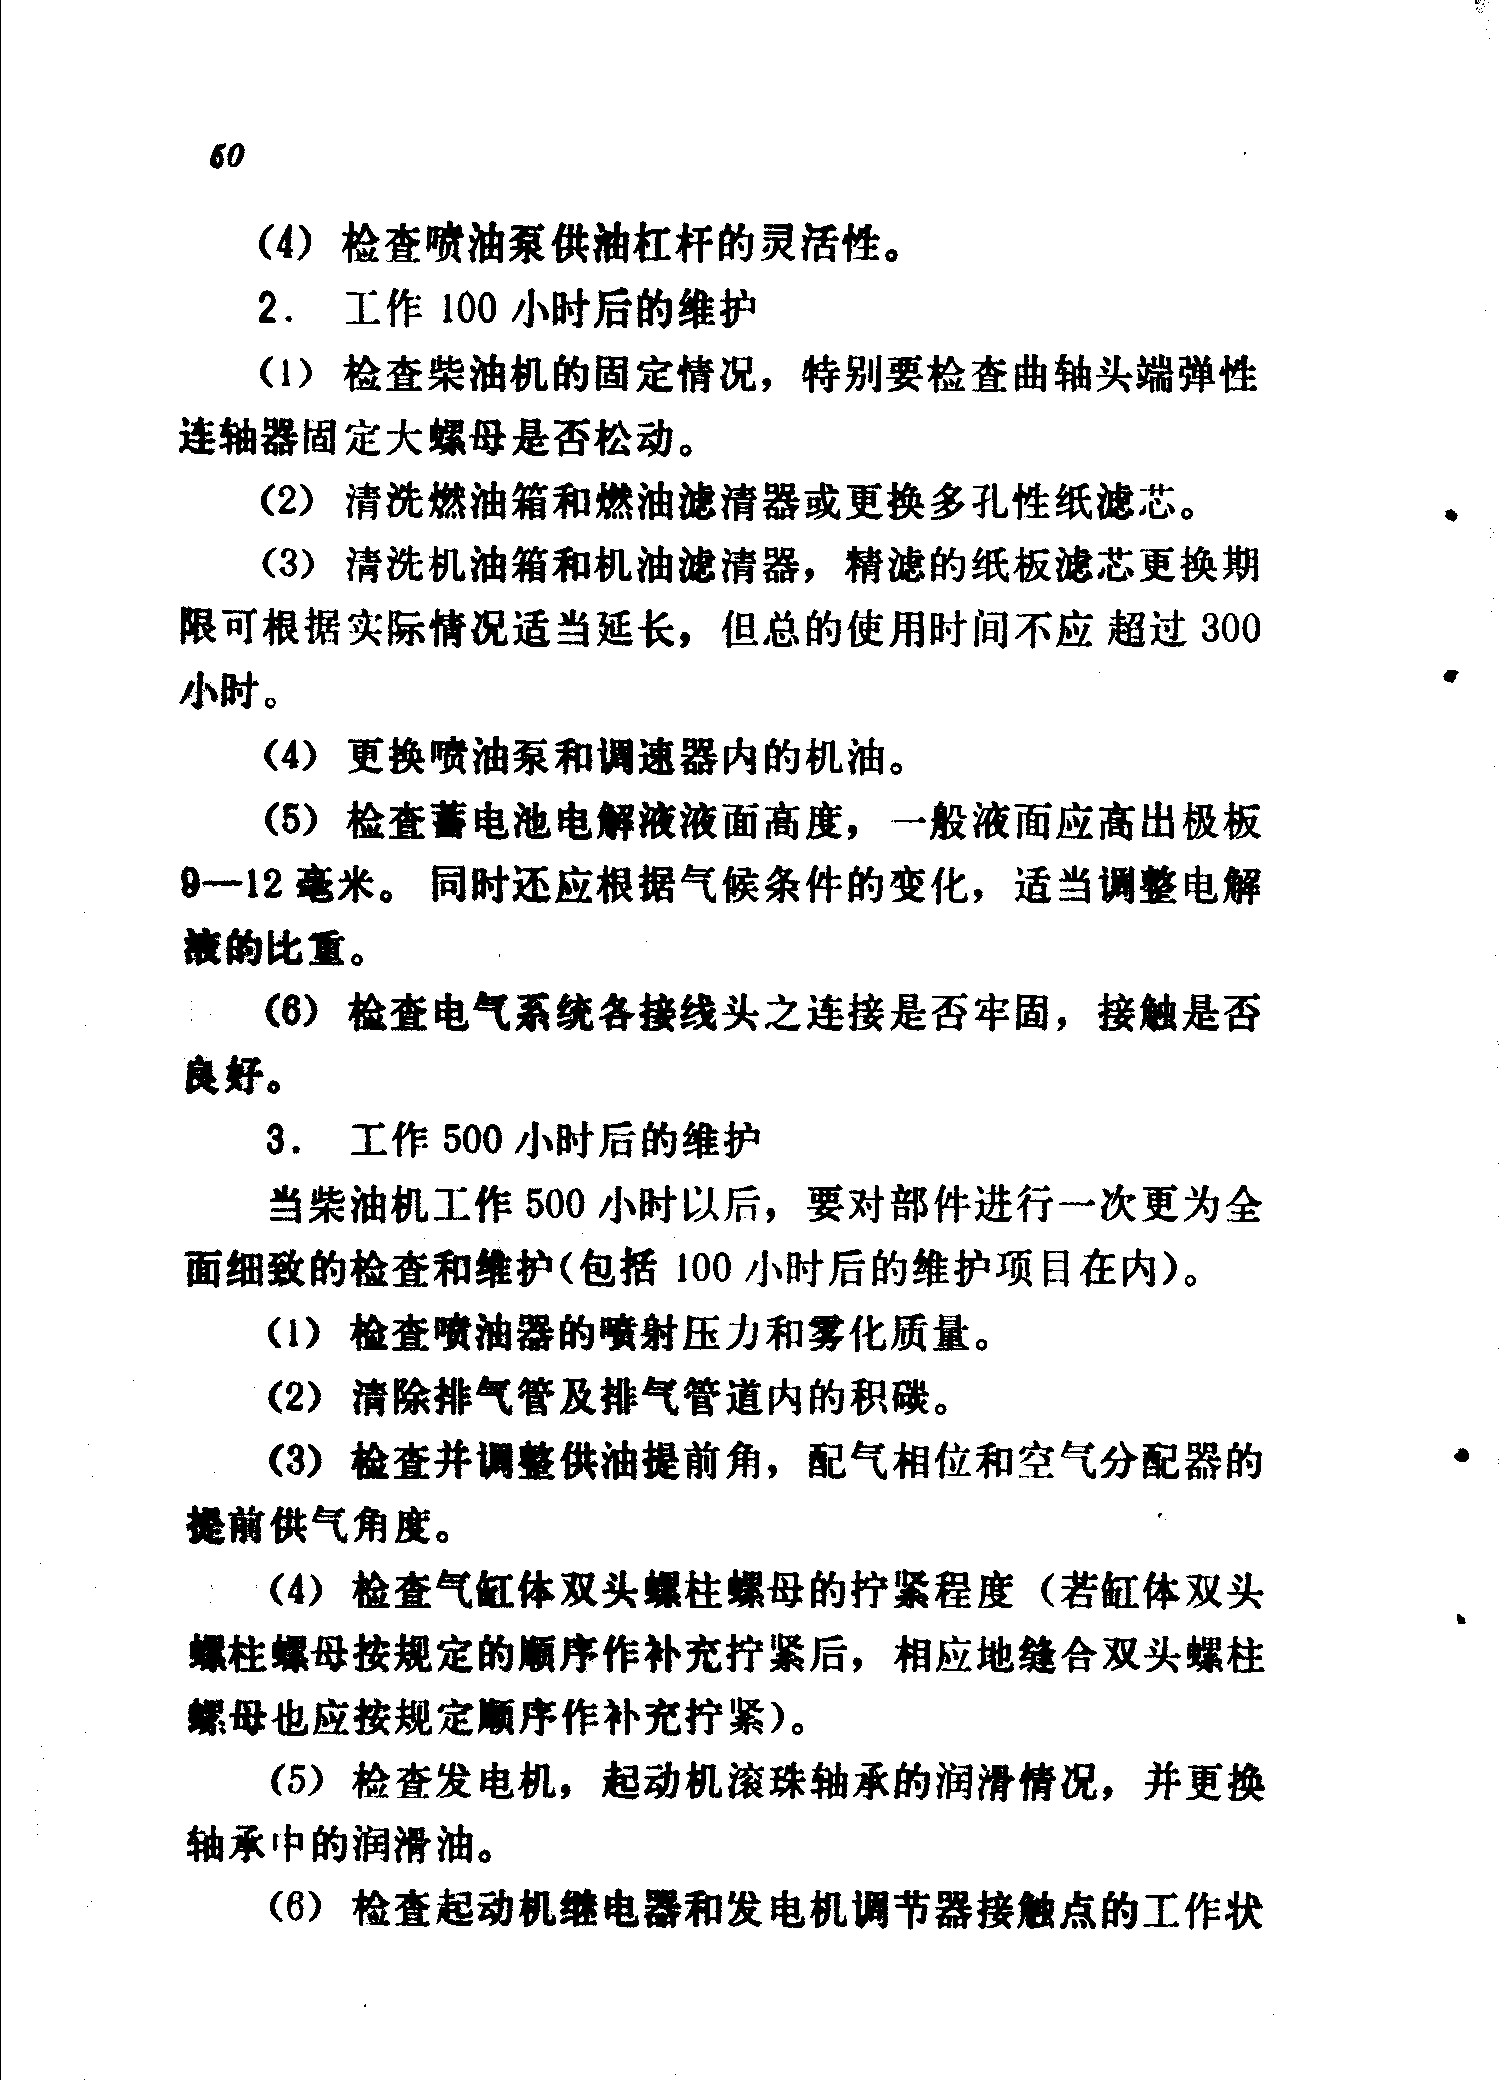 60
(4) 检查喷油泵供油杠杆的灵活性。
2. 工作 100 小时后的维护
(1) 检查柴油机的固定情况，特别要检查曲轴头端弹性
连轴器固定大螺母是否松动。
(2) 清洗燃油箱和燃油滤清器或更换多孔性纸滤芯。
(3) 清洗机油箱和机油滤清器，精滤的纸板滤芯更换期
限可根据实际情况适当延长，但总的使用时间不应超过 300
小时。
(4) 更换喷油泵和调速器内的机油。
(5) 检查蓄电池电解液液面高度，一般液面应高出极板
9—12 毫米。同时还应根据气候条件的变化，适当调整电解
液的比重。
(6) 检查电气系统各接线头之连接是否牢固，接触是否
良好。
3. 工作 500 小时后的维护
当柴油机工作 500 小时以后，要对部件进行一次更为全
面细致的检查和维护(包括 100 小时后的维护项目在内)。
(1) 检查喷油器的喷射压力和雾化质量。
(2) 清除排气管及排气管道内的积碳。
(3) 检查并调整供油提前角，配气相位和空气分配器的
提前供气角度。
(4) 检查气缸体双头螺柱螺母的拧紧程度（若缸体双头
螺柱螺母按规定的顺序作补充拧紧后，相应地缝合双头螺柱
螺母也应按规定顺序作补充拧紧)。
(5) 检查发电机，起动机滚珠轴承的润滑情况，并更换
轴承中的润滑油。
(6) 检查起动机继电器和发电机调节器接触点的工作状